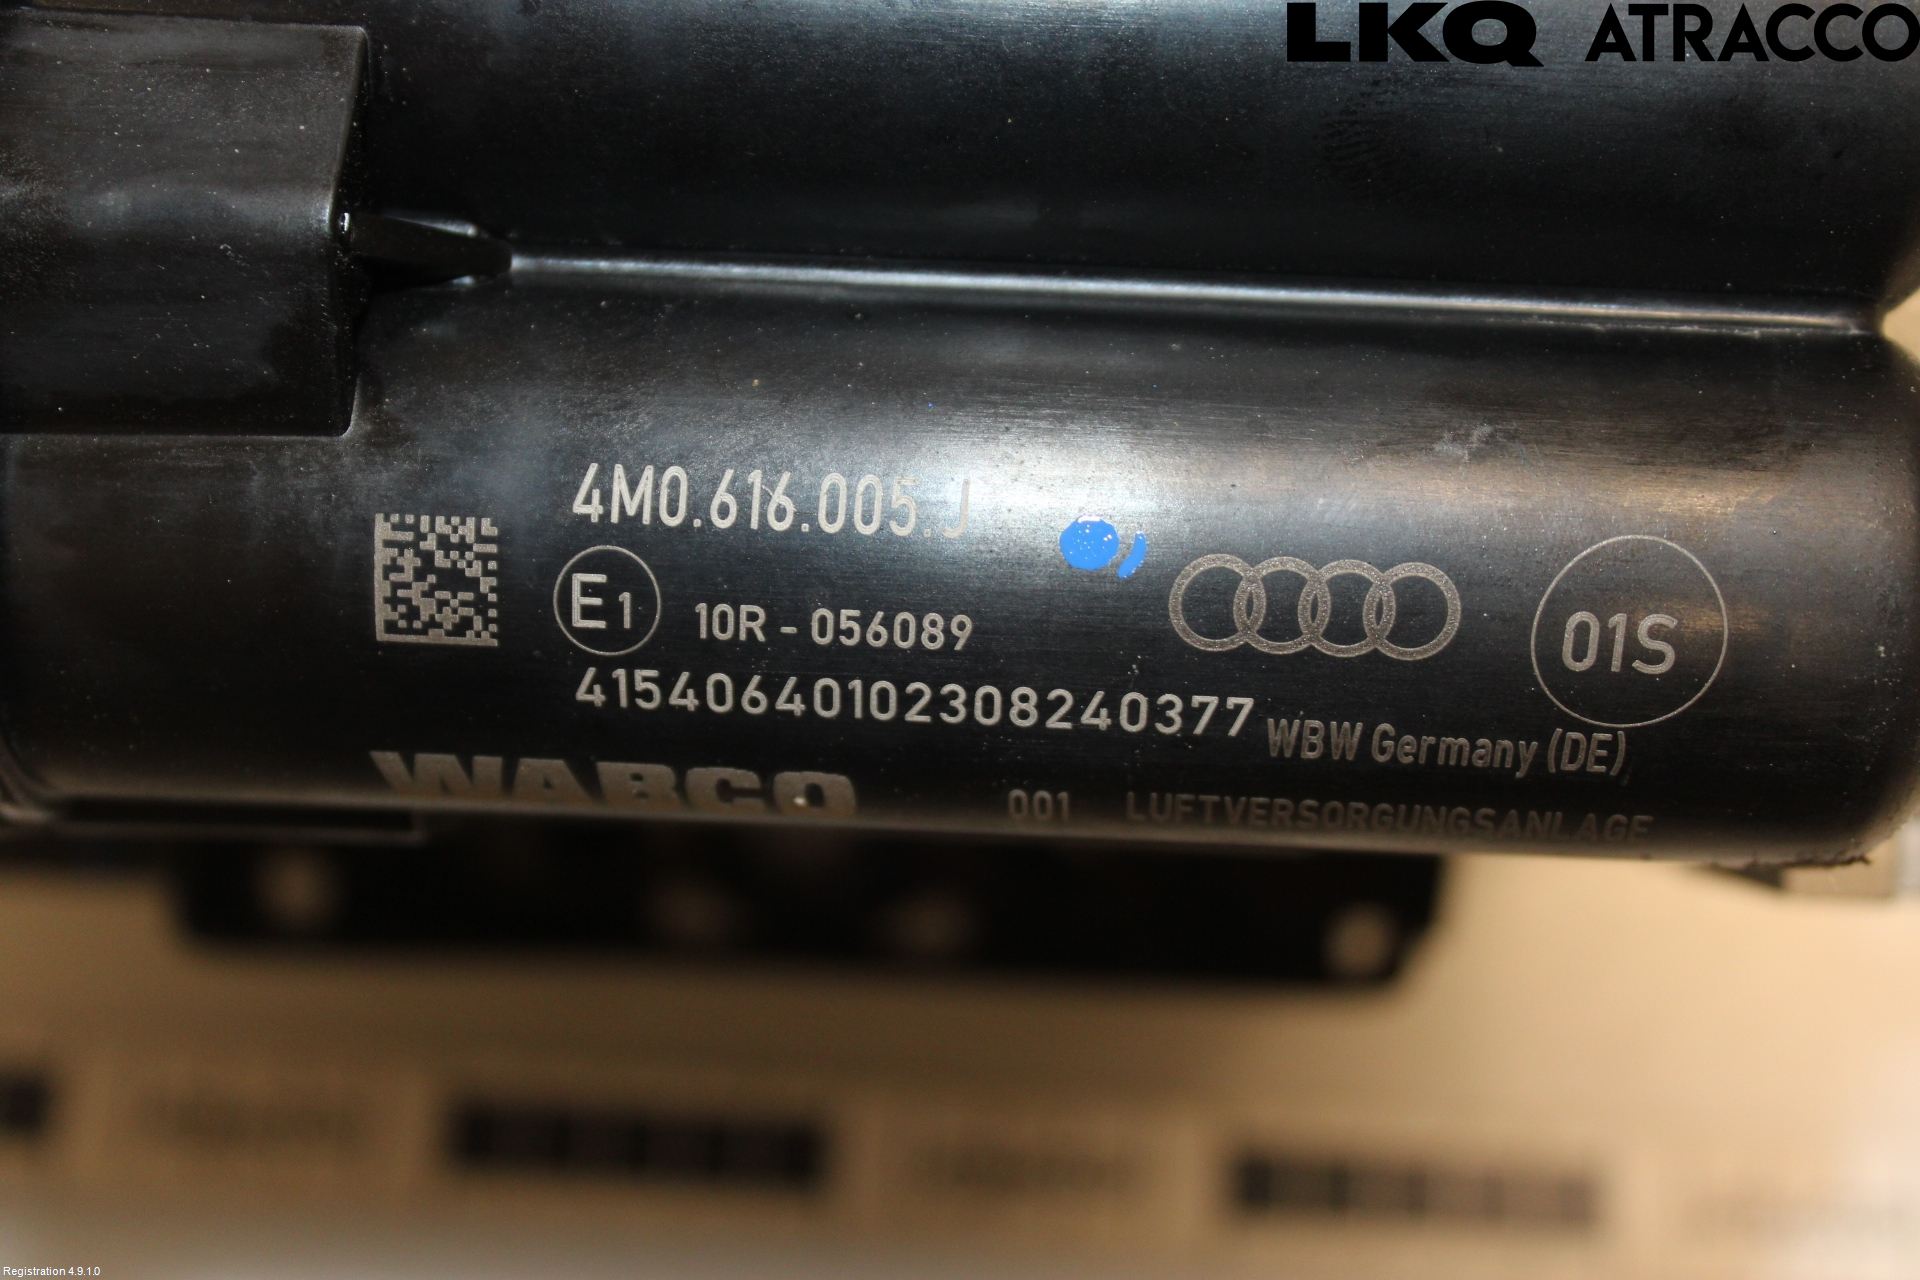 LKQ ATRACCO
4M0.616.005.J
E1 10R - 056089
01S
41540640102308240377
WBW Germany (DE)
WABCO
001 LUFTVERSORGUNGSANLAGE
Registration 4.9.1.0